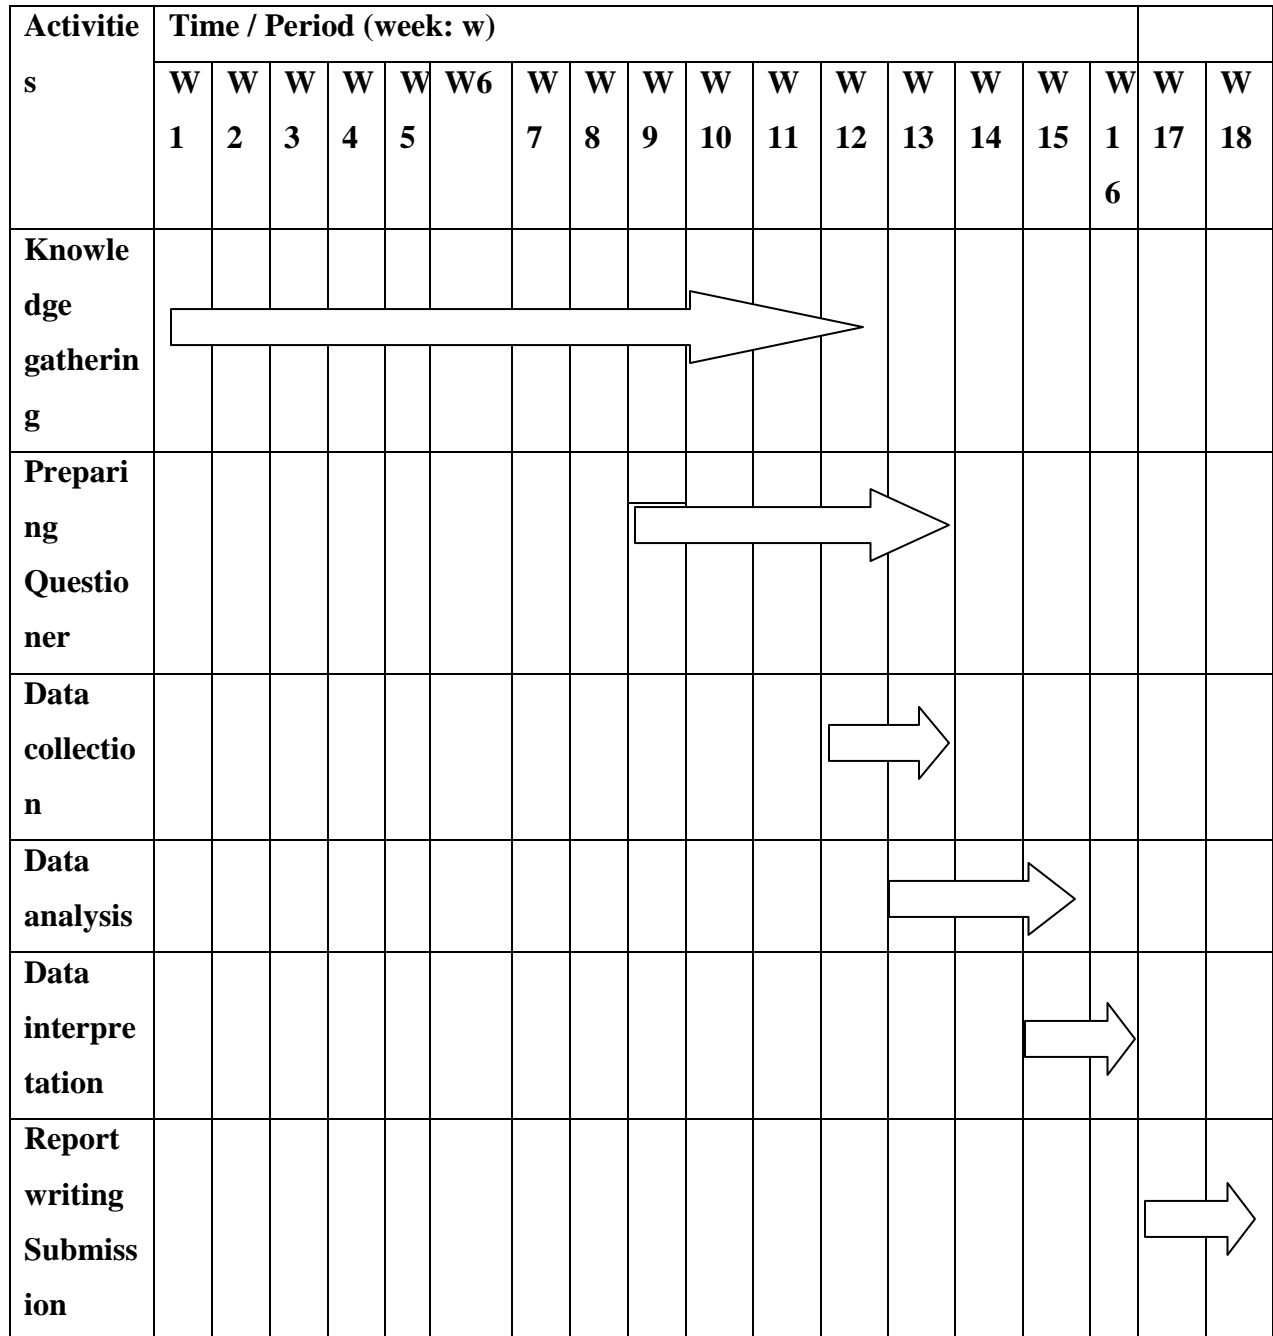 Activitie
s
Time / Period (week: w)
W
1
W
2
W
3
W
4
W
5
W6
W
7
W
8
W
9
W
10
W
11
W
12
W
13
W
14
W
15
W
1
6
W
17
W
18
Knowle
dge
gatherin
g
Prepari
ng
Questio
ner
Data
collectio
n
Data
analysis
Data
interpre
tation
Report
writing
Submiss
ion